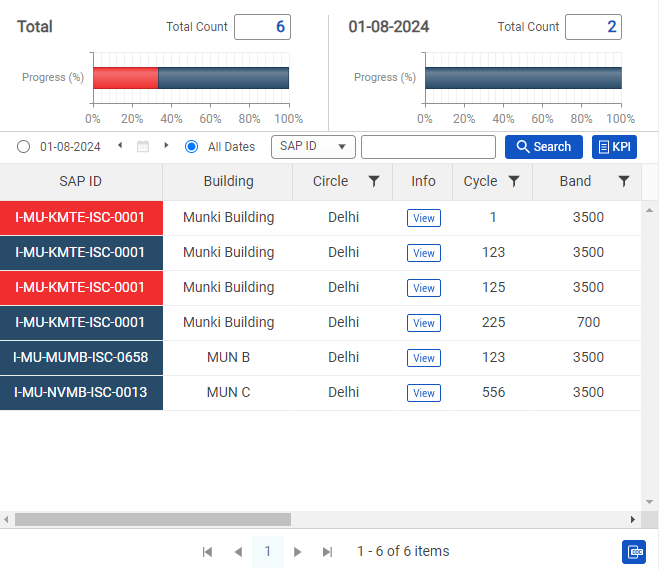 Total Total Count 6 01-08-2024 Total Count 2
Progress (%) Progress (%)
0% 20% 40% 60% 80% 100% 0% 20% 40% 60% 80% 100%
01-08-2024 All Dates SAP ID Search KPI
SAP ID Building Circle Info Cycle Band
I-MU-KMTE-ISC-0001 Munki Building Delhi View 1 3500
I-MU-KMTE-ISC-0001 Munki Building Delhi View 123 3500
I-MU-KMTE-ISC-0001 Munki Building Delhi View 125 3500
I-MU-KMTE-ISC-0001 Munki Building Delhi View 225 700
I-MU-MUMB-ISC-0658 MUN B Delhi View 123 3500
I-MU-NVMB-ISC-0013 MUN C Delhi View 556 3500
1 1 - 6 of 6 items